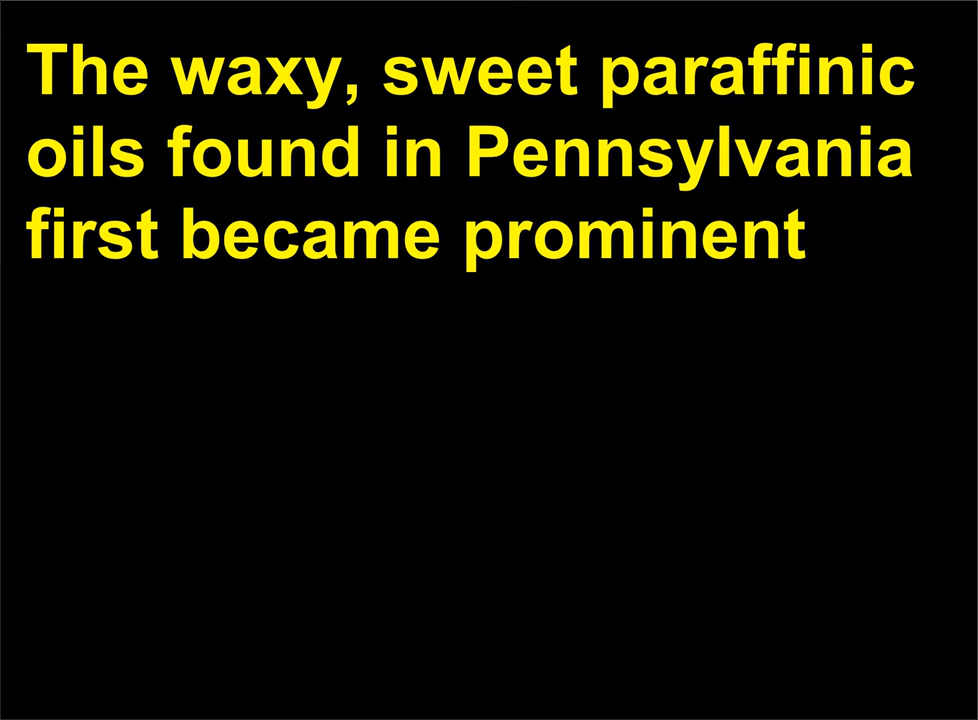 The waxy, sweet paraffinic
oils found in Pennsylvania
first became prominent